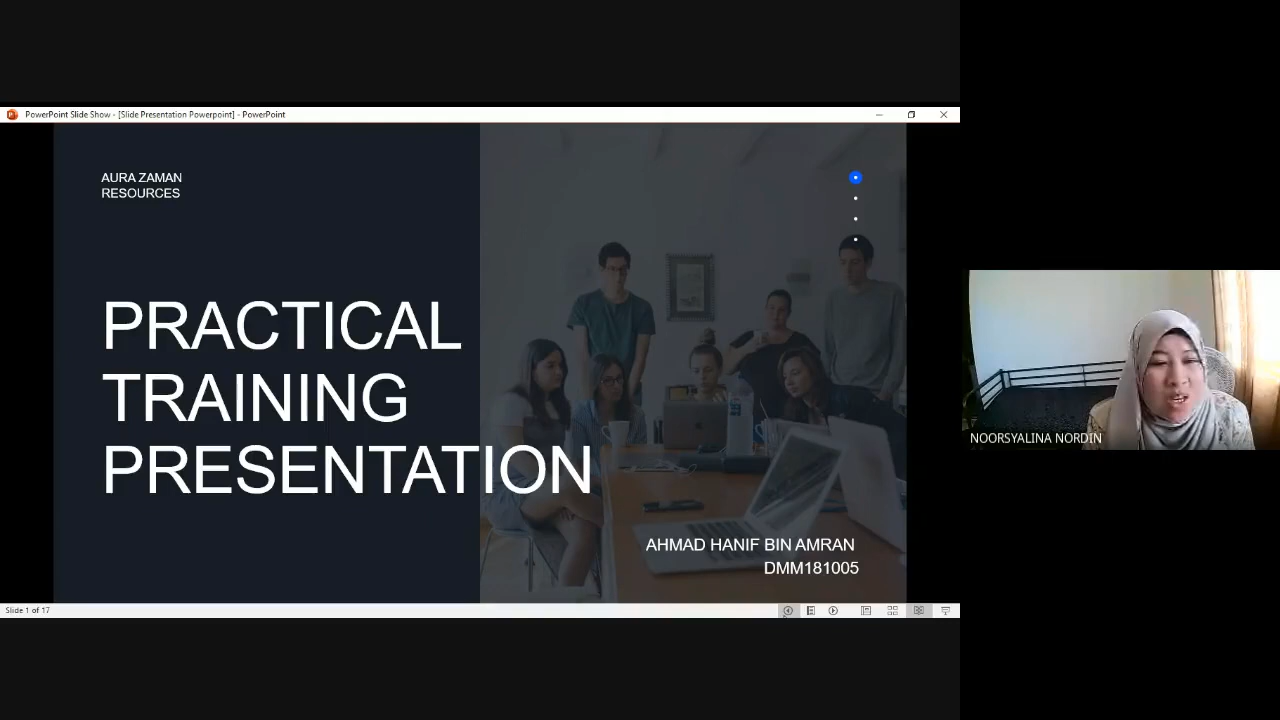 PowerPoint Slide Show - [Slide Presentation Powerpoint] - PowerPoint
AURA ZAMAN
RESOURCES
PRACTICAL
TRAINING
PRESENTATION
AHMAD HANIF BIN AMRAN
DMM181005
NOORSYALINA NORDIN
Slide 1 of 17